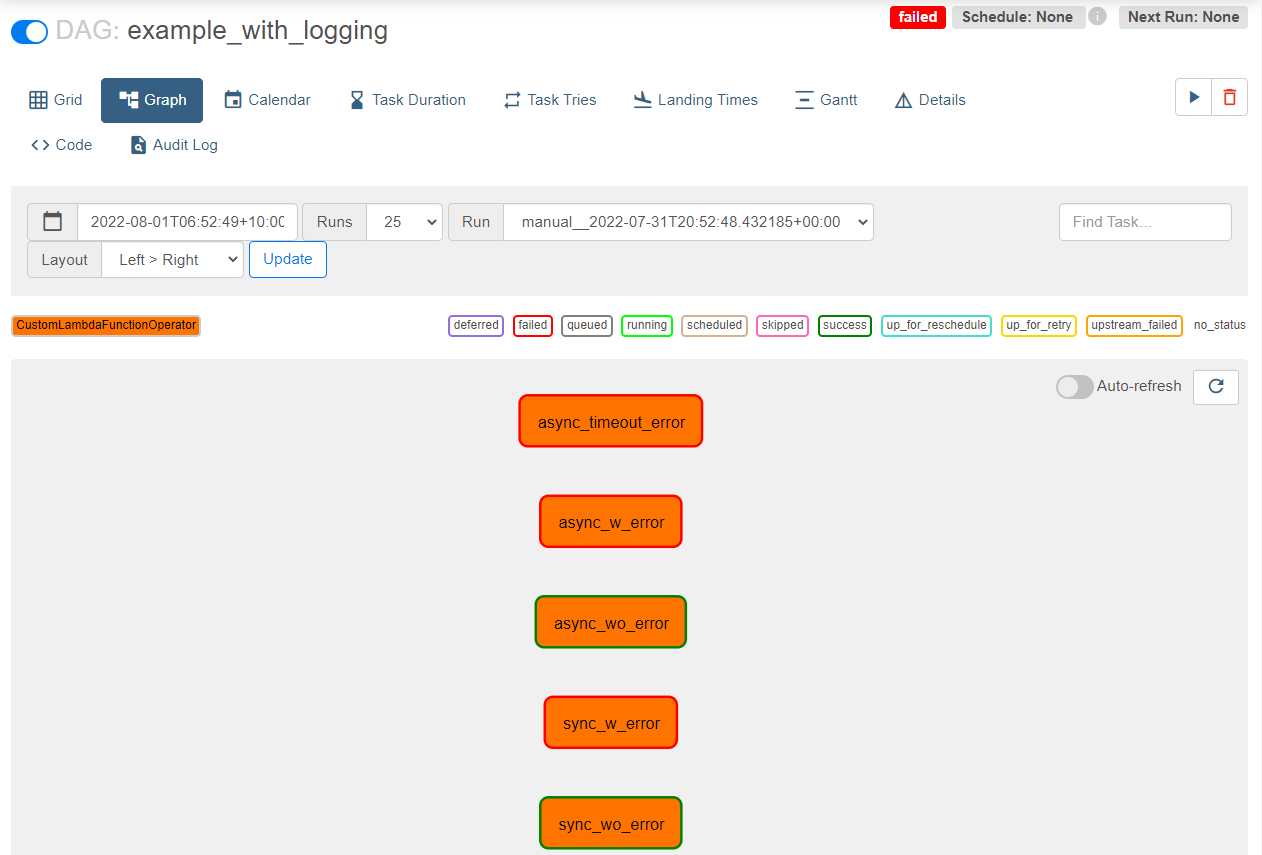 DAG: example_with_logging
failed
Schedule: None
i
Next Run: None
Grid
Graph
Calendar
Task Duration
Task Tries
Landing Times
Gantt
Details
Code
Audit Log
2022-08-01T06:52:49+10:00
Runs
25
Run
manual__2022-07-31T20:52:48.432185+00:00
Find Task...
Layout
Left > Right
Update
CustomLambdaFunctionOperator
deferred
failed
queued
running
scheduled
skipped
success
up_for_reschedule
up_for_retry
upstream_failed
no_status
Auto-refresh
async_timeout_error
async_w_error
async_wo_error
sync_w_error
sync_wo_error